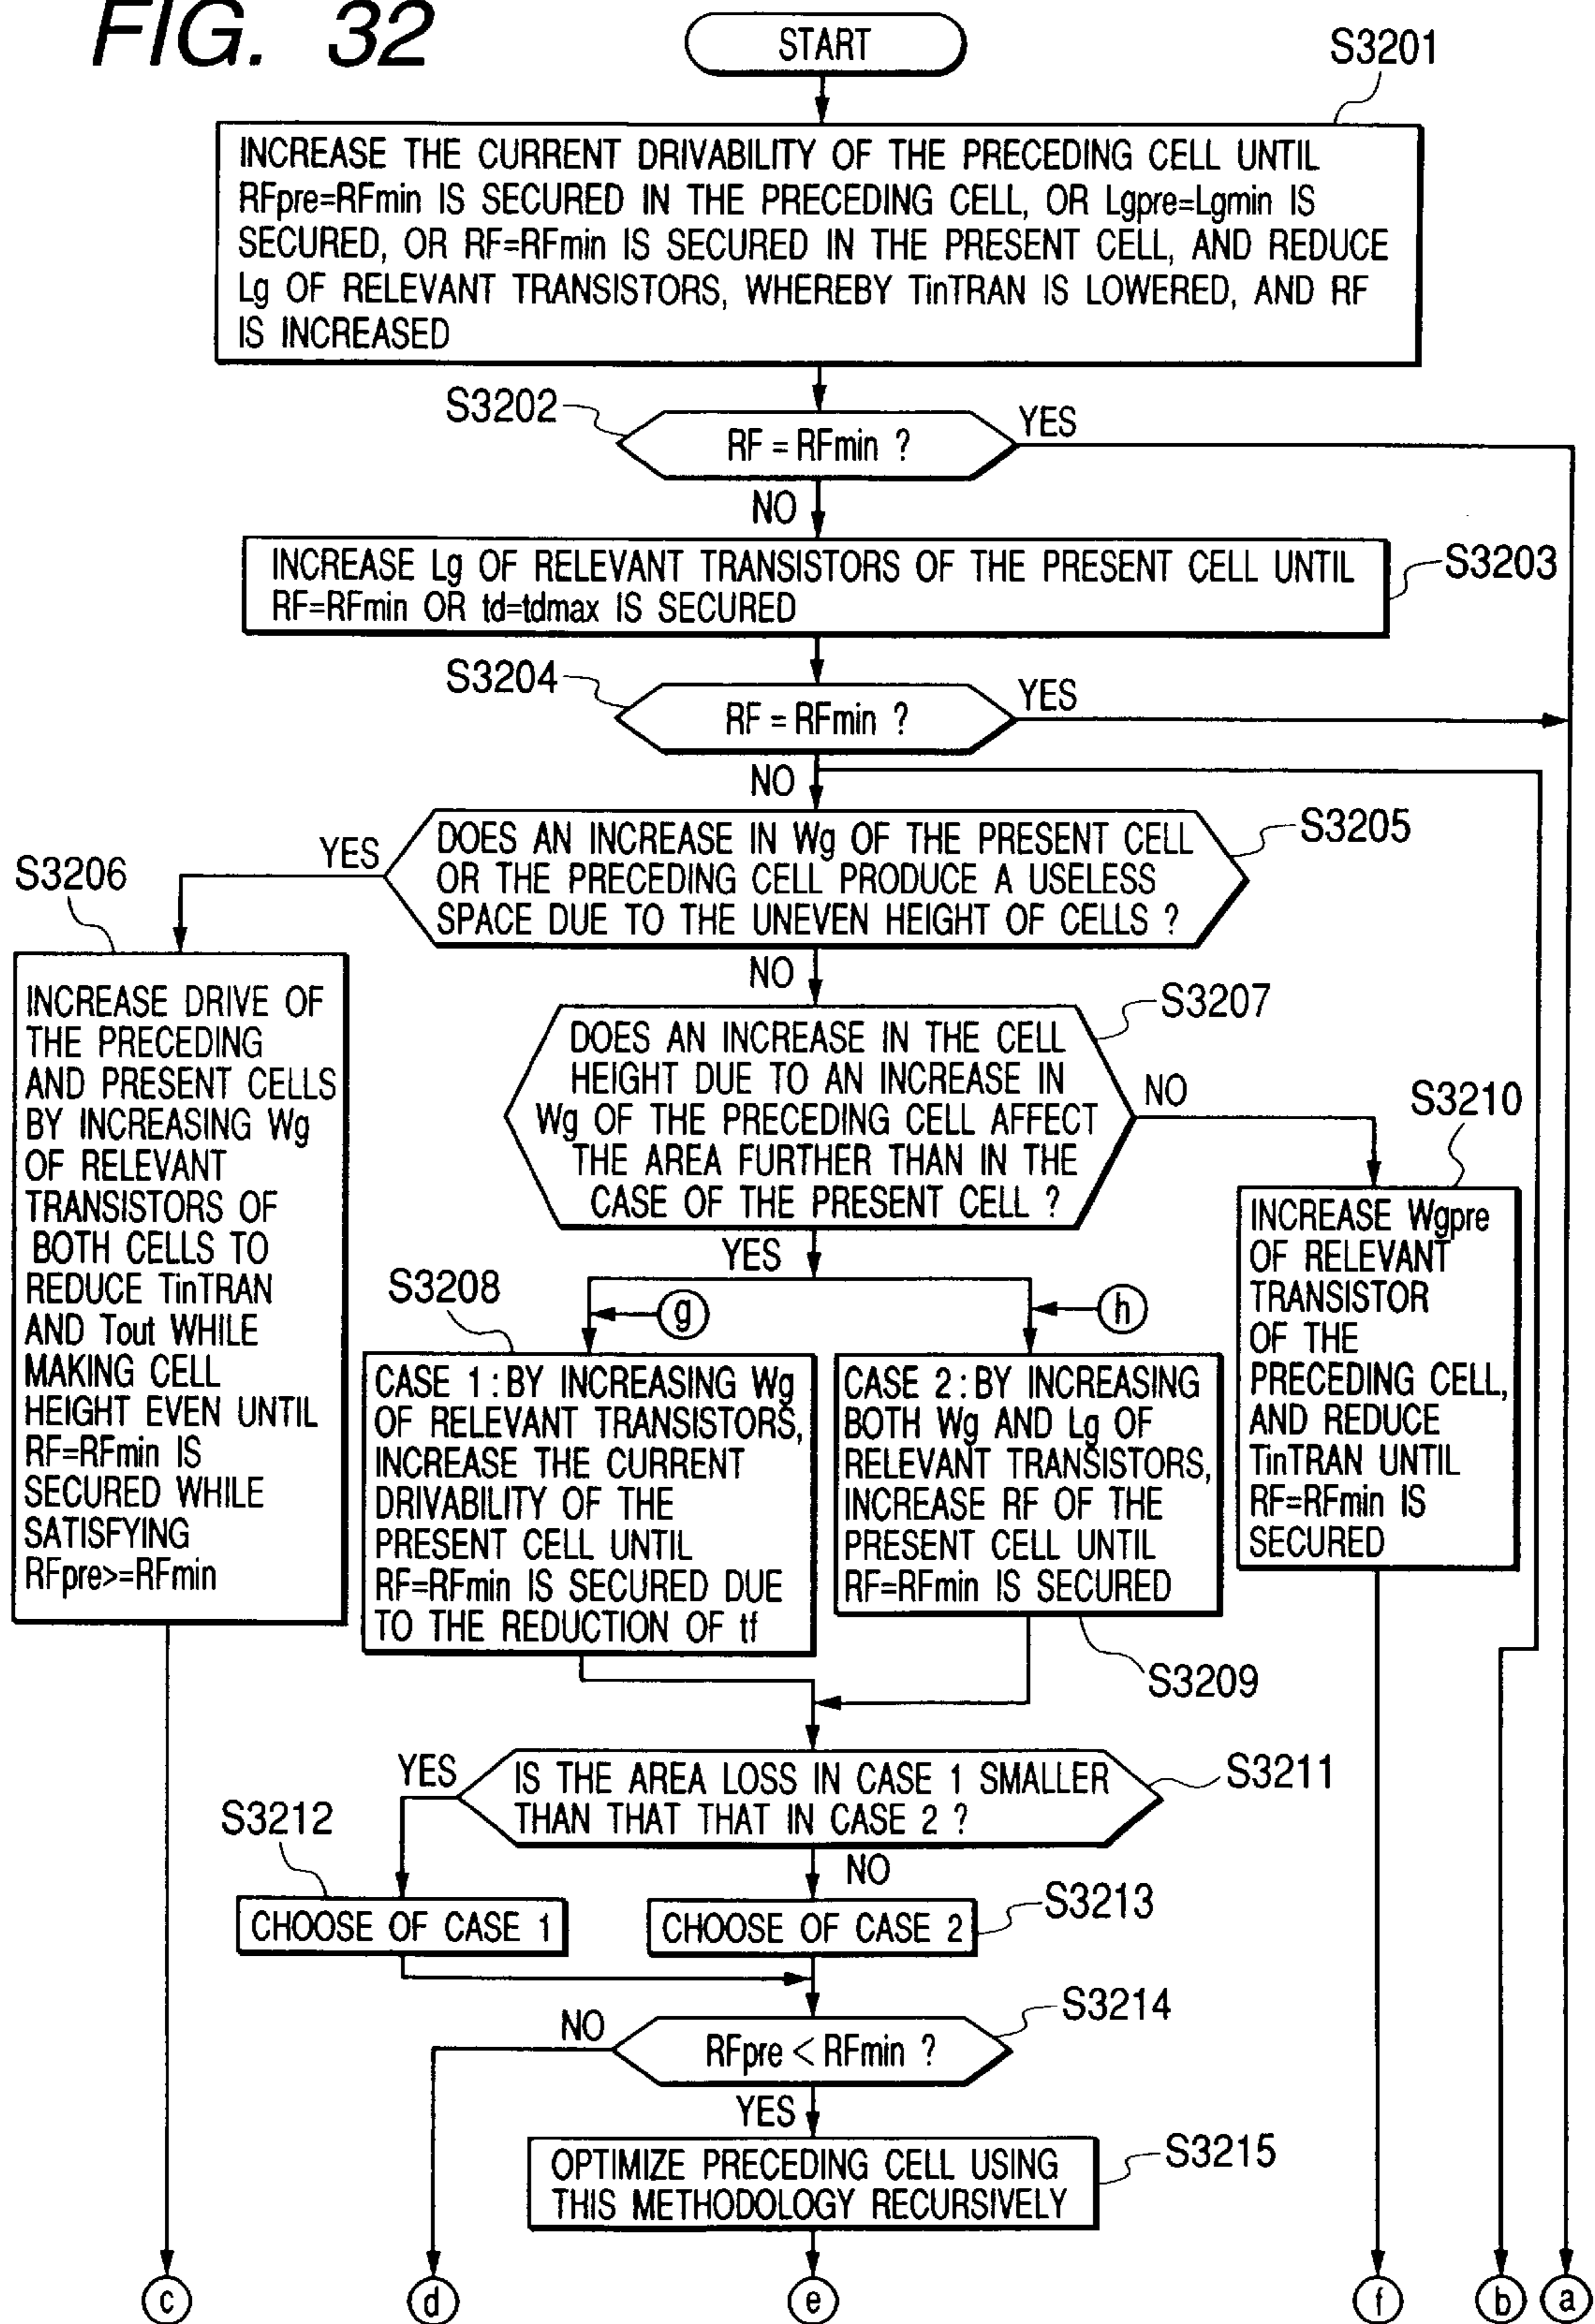 FIG. 32
START
S3201
INCREASE THE CURRENT DRIVABILITY OF THE PRECEDING CELL UNTIL
RFpre=RFmin IS SECURED IN THE PRECEDING CELL, OR Lgpre=Lgmin IS
SECURED, OR RF=RFmin IS SECURED IN THE PRESENT CELL, AND REDUCE
Lg OF RELEVANT TRANSISTORS, WHEREBY TinTRAN IS LOWERED, AND RF
IS INCREASED
S3202
RF = RFmin ?
YES
NO
INCREASE Lg OF RELEVANT TRANSISTORS OF THE PRESENT CELL UNTIL
RF=RFmin OR td=tdmax IS SECURED
S3203
S3204
RF = RFmin ?
YES
NO
DOES AN INCREASE IN Wg OF THE PRESENT CELL
OR THE PRECEDING CELL PRODUCE A USELESS
SPACE DUE TO THE UNEVEN HEIGHT OF CELLS ?
S3205
YES
NO
S3206
INCREASE DRIVE OF
THE PRECEDING
AND PRESENT CELLS
BY INCREASING Wg
OF RELEVANT
TRANSISTORS OF
BOTH CELLS TO
REDUCE TinTRAN
AND Tout WHILE
MAKING CELL
HEIGHT EVEN UNTIL
RF=RFmin IS
SECURED WHILE
SATISFYING
RFpre>=RFmin
S3207
DOES AN INCREASE IN THE CELL
HEIGHT DUE TO AN INCREASE IN
Wg OF THE PRECEDING CELL AFFECT
THE AREA FURTHER THAN IN THE
CASE OF THE PRESENT CELL ?
NO
YES
S3210
INCREASE Wgpre
OF RELEVANT
TRANSISTOR
OF THE
PRECEDING CELL,
AND REDUCE
TinTRAN UNTIL
RF=RFmin IS
SECURED
S3208
g
h
CASE 1 : BY INCREASING Wg
OF RELEVANT TRANSISTORS,
INCREASE THE CURRENT
DRIVABILITY OF THE
PRESENT CELL UNTIL
RF=RFmin IS SECURED DUE
TO THE REDUCTION OF tf
CASE 2 : BY INCREASING
BOTH Wg AND Lg OF
RELEVANT TRANSISTORS,
INCREASE RF OF THE
PRESENT CELL UNTIL
RF=RFmin IS SECURED
S3209
IS THE AREA LOSS IN CASE 1 SMALLER
THAN THAT THAT IN CASE 2 ?
S3211
YES
NO
S3212
CHOOSE OF CASE 1
CHOOSE OF CASE 2
S3213
RFpre < RFmin ?
S3214
NO
YES
OPTIMIZE PRECEDING CELL USING
THIS METHODOLOGY RECURSIVELY
S3215
c
d
e
f
b
a